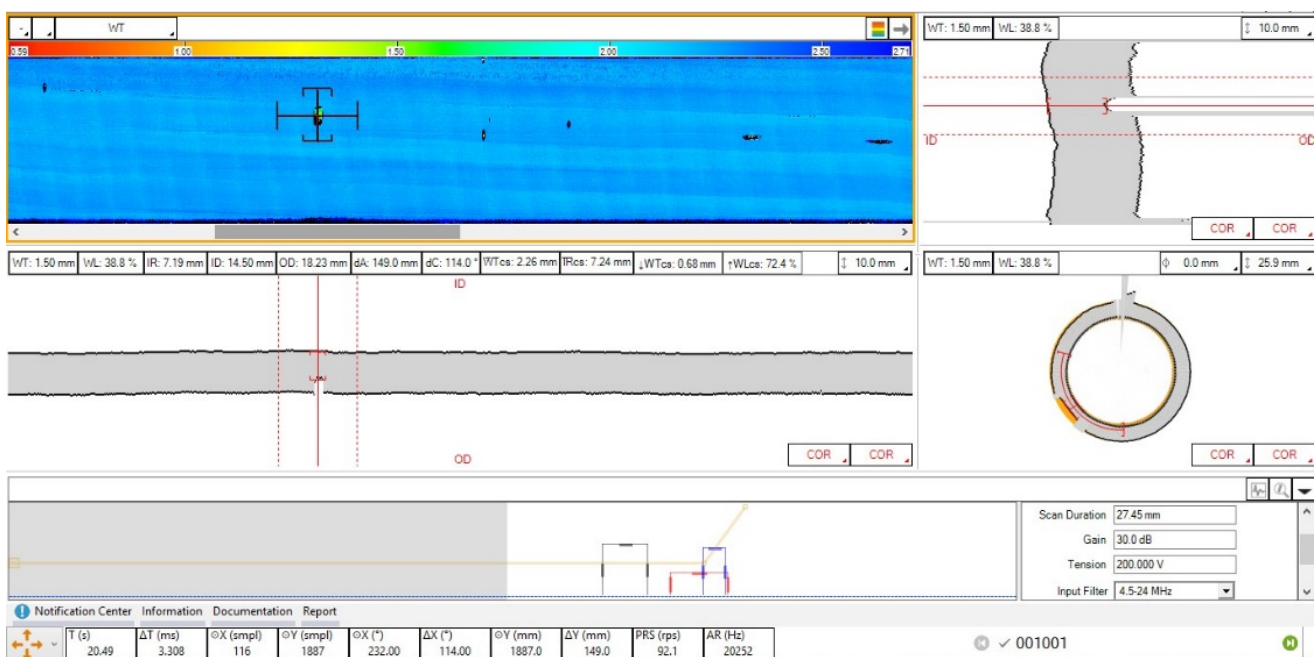 WT
WT: 1.50 mm WL: 38.8 % 10.0 mm
0.59 1.00 1.50 2.00 2.50 2.71
ID OD
COR COR
WT: 1.50 mm WL: 38.8 % IR: 7.19 mm ID: 14.50 mm OD: 18.23 mm dA: 149.0 mm dC: 114.0 ° WTcs: 2.26 mm IRcs: 7.24 mm ↓WTcs: 0.68 mm ↑WLcs: 72.4 % 10.0 mm
WT: 1.50 mm WL: 38.8 % ϕ 0.0 mm 25.9 mm
ID
OD
COR COR
COR COR
Scan Duration 27.45 mm
Gain 30.0 dB
Tension 200.000 V
Input Filter 4.5-24 MHz
Notification Center Information Documentation Report
T (s) ΔT (ms) ⊙X (smpl) ⊙Y (smpl) ⊙X (°) ΔX (°) ⊙Y (mm) ΔY (mm) PRS (rps) AR (Hz)
20.49 3.308 116 1887 232.00 114.00 1887.0 149.0 92.1 20252
001001